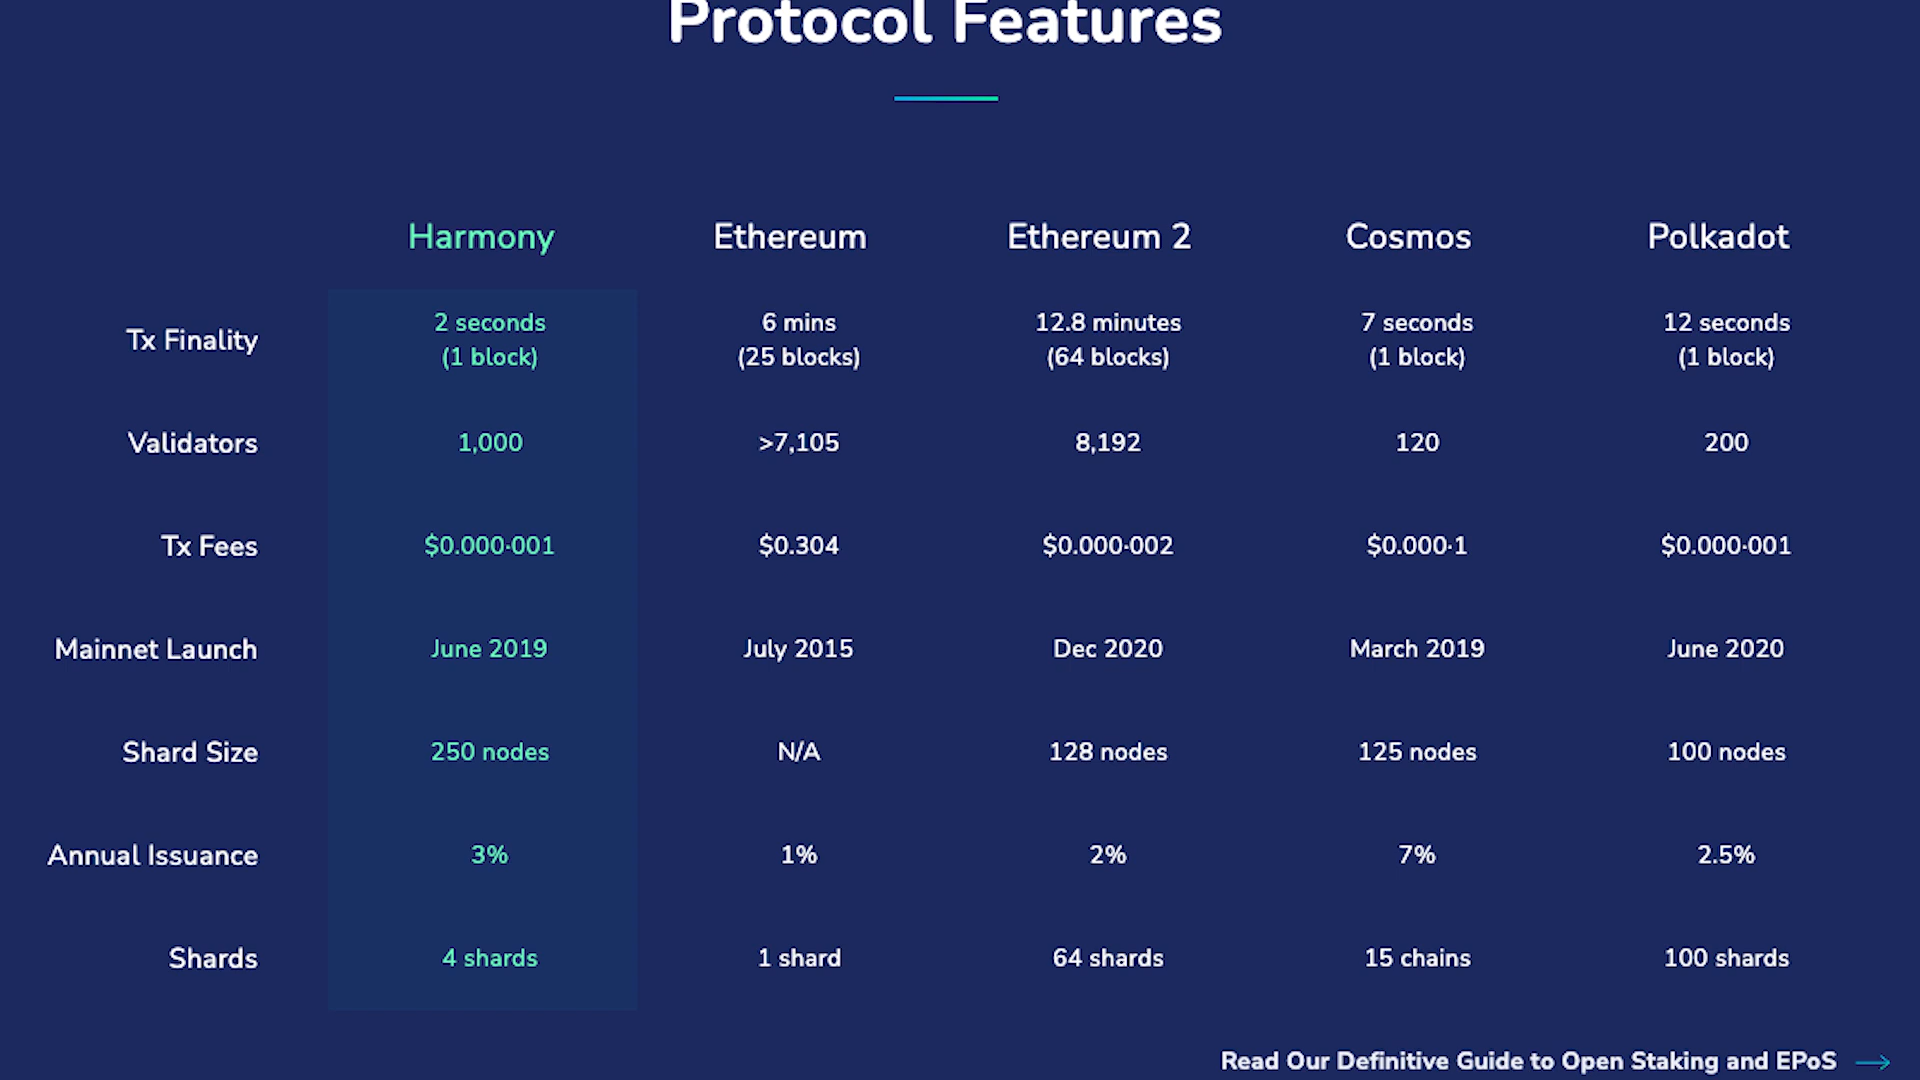 Protocol Features
Harmony Ethereum Ethereum 2 Cosmos Polkadot
Tx Finality 2 seconds (1 block) 6 mins (25 blocks) 12.8 minutes (64 blocks) 7 seconds (1 block) 12 seconds (1 block)
Validators 1,000 >7,105 8,192 120 200
Tx Fees $0.000·001 $0.304 $0.000·002 $0.000·1 $0.000·001
Mainnet Launch June 2019 July 2015 Dec 2020 March 2019 June 2020
Shard Size 250 nodes N/A 128 nodes 125 nodes 100 nodes
Annual Issuance 3% 1% 2% 7% 2.5%
Shards 4 shards 1 shard 64 shards 15 chains 100 shards
Read Our Definitive Guide to Open Staking and EPoS →